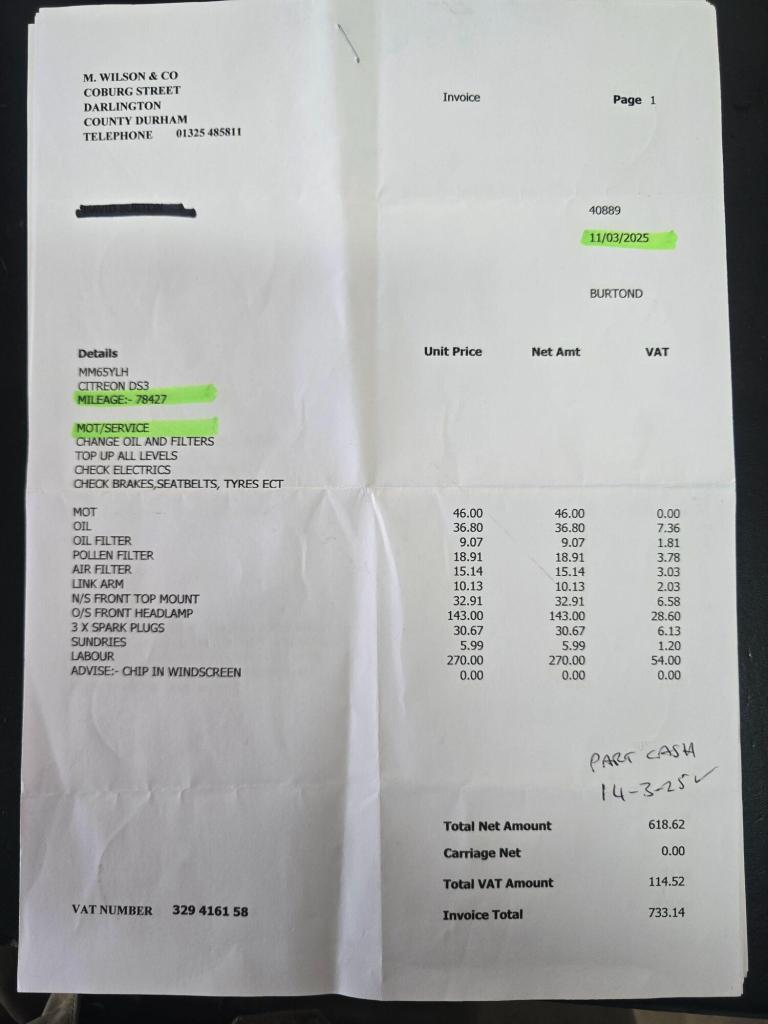 M. WILSON & CO
COBURG STREET
DARLINGTON
COUNTY DURHAM
TELEPHONE 01325 485811
Invoice
Page 1
40889
11/03/2025
BURTOND
Details Unit Price Net Amt VAT
MM65YLH
CITREON DS3
MILEAGE:- 78427
MOT/SERVICE
CHANGE OIL AND FILTERS
TOP UP ALL LEVELS
CHECK ELECTRICS
CHECK BRAKES,SEATBELTS, TYRES ECT
MOT 46.00 46.00 0.00
OIL 36.80 36.80 7.36
OIL FILTER 9.07 9.07 1.81
POLLEN FILTER 18.91 18.91 3.78
AIR FILTER 15.14 15.14 3.03
LINK ARM 10.13 10.13 2.03
N/S FRONT TOP MOUNT 32.91 32.91 6.58
O/S FRONT HEADLAMP 143.00 143.00 28.60
3 X SPARK PLUGS 30.67 30.67 6.13
SUNDRIES 5.99 5.99 1.20
LABOUR 270.00 270.00 54.00
ADVISE:- CHIP IN WINDSCREEN 0.00 0.00 0.00
PART CASH
14-3-25 ✓
Total Net Amount 618.62
Carriage Net 0.00
Total VAT Amount 114.52
Invoice Total 733.14
VAT NUMBER 329 4161 58